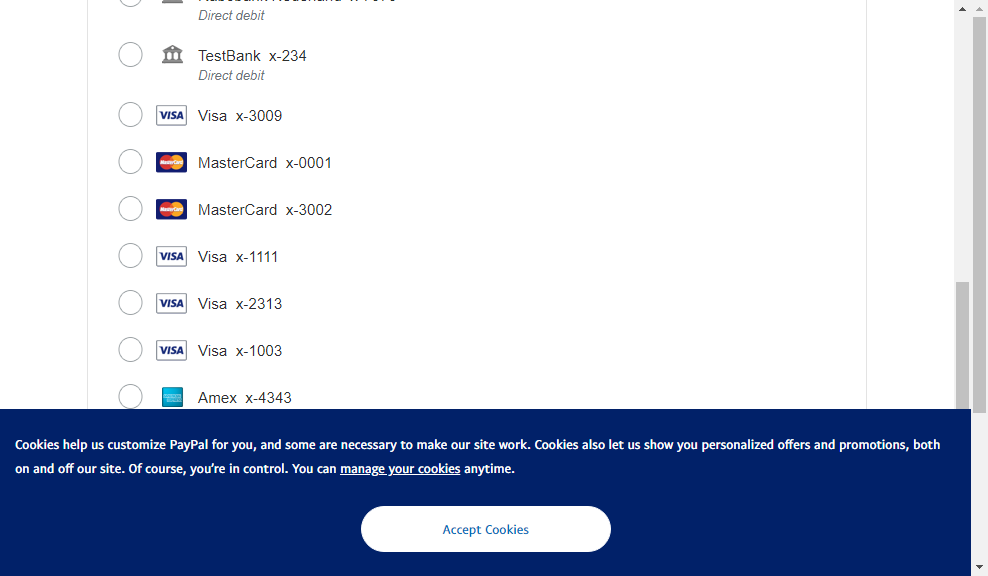 Direct debit
TestBank x-234
Direct debit
VISA Visa x-3009
MasterCard MasterCard x-0001
MasterCard MasterCard x-3002
VISA Visa x-1111
VISA Visa x-2313
VISA Visa x-1003
Amex x-4343
Cookies help us customize PayPal for you, and some are necessary to make our site work. Cookies also let us show you personalized offers and promotions, both
on and off our site. Of course, you're in control. You can manage your cookies anytime.
Accept Cookies